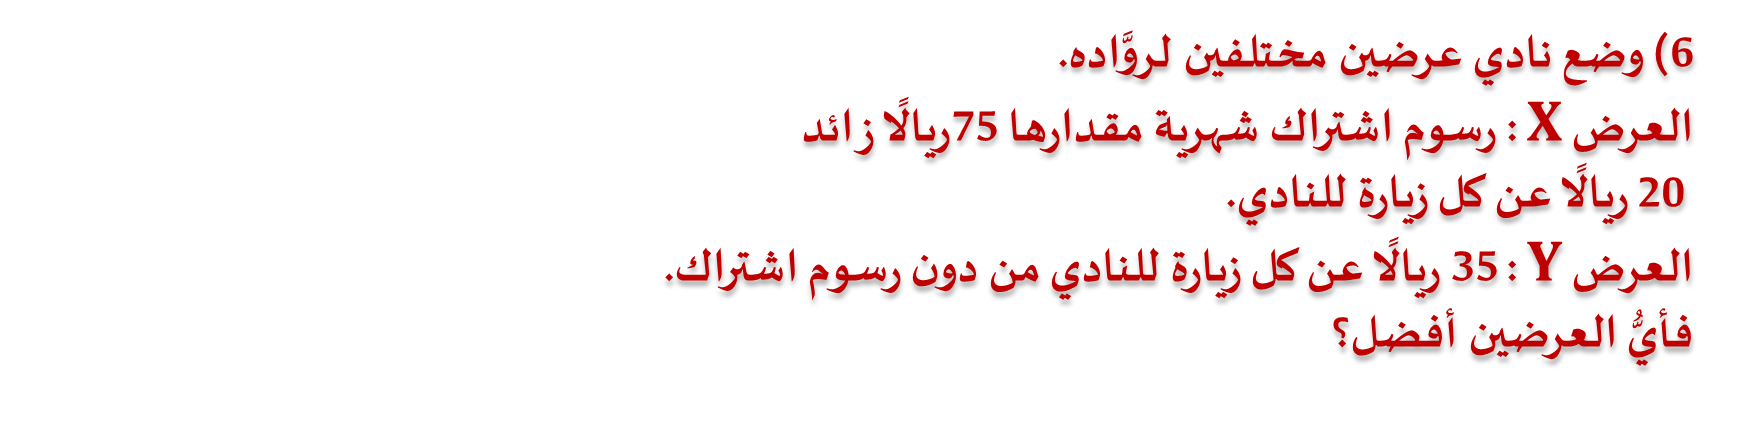 6) وضع نادي عرضين مختلفين لروَّاده.
العرض X : رسوم اشتراك شهرية مقدارها 75ريالًا زائد
20 ريالًا عن كل زيارة للنادي.
العرض Y : 35 ريالًا عن كل زيارة للنادي من دون رسوم اشتراك.
فأيُّ العرضين أفضل؟